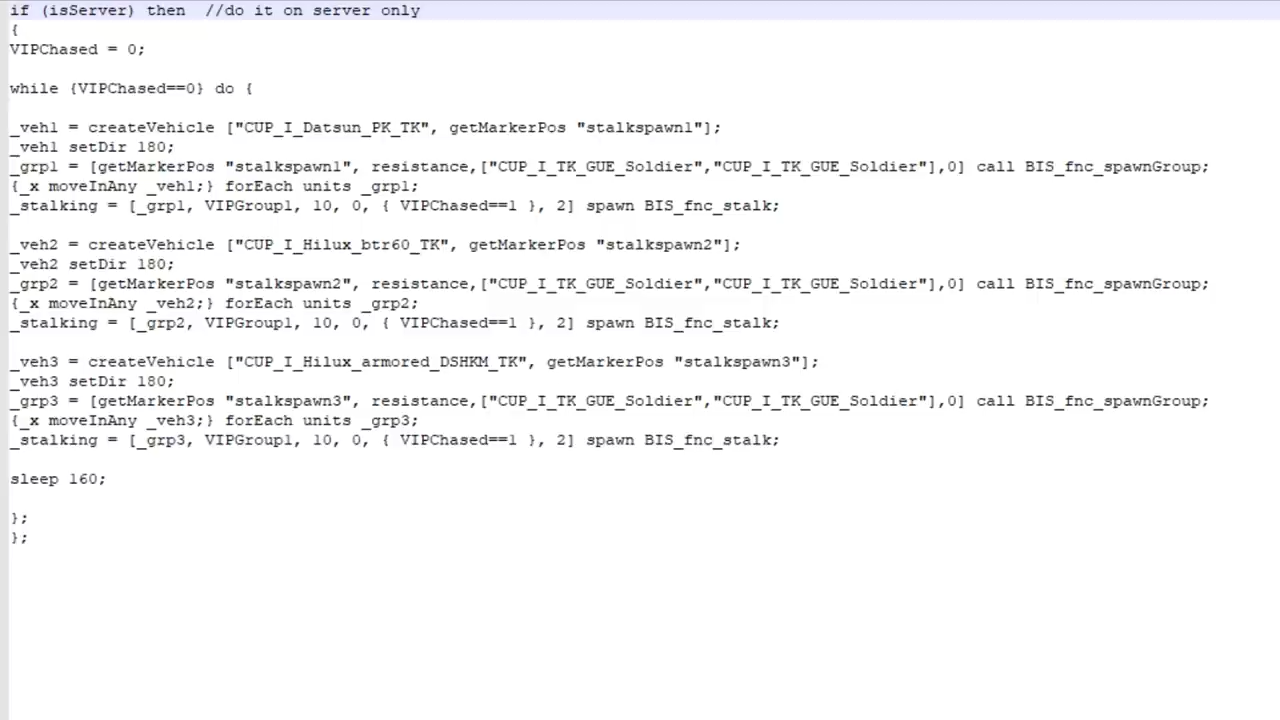 if (isServer) then  //do it on server only
{
VIPChased = 0;
while {VIPChased==0} do {
_veh1 = createVehicle ["CUP_I_Datsun_PK_TK", getMarkerPos "stalkspawn1"];
_veh1 setDir 180;
_grp1 = [getMarkerPos "stalkspawn1", resistance,["CUP_I_TK_GUE_Soldier","CUP_I_TK_GUE_Soldier"],0] call BIS_fnc_spawnGroup;
{_x moveInAny _veh1;} forEach units _grp1;
_stalking = [_grp1, VIPGroup1, 10, 0, { VIPChased==1 }, 2] spawn BIS_fnc_stalk;
_veh2 = createVehicle ["CUP_I_Hilux_btr60_TK", getMarkerPos "stalkspawn2"];
_veh2 setDir 180;
_grp2 = [getMarkerPos "stalkspawn2", resistance,["CUP_I_TK_GUE_Soldier","CUP_I_TK_GUE_Soldier"],0] call BIS_fnc_spawnGroup;
{_x moveInAny _veh2;} forEach units _grp2;
_stalking = [_grp2, VIPGroup1, 10, 0, { VIPChased==1 }, 2] spawn BIS_fnc_stalk;
_veh3 = createVehicle ["CUP_I_Hilux_armored_DSHKM_TK", getMarkerPos "stalkspawn3"];
_veh3 setDir 180;
_grp3 = [getMarkerPos "stalkspawn3", resistance,["CUP_I_TK_GUE_Soldier","CUP_I_TK_GUE_Soldier"],0] call BIS_fnc_spawnGroup;
{_x moveInAny _veh3;} forEach units _grp3;
_stalking = [_grp3, VIPGroup1, 10, 0, { VIPChased==1 }, 2] spawn BIS_fnc_stalk;
sleep 160;
};
};